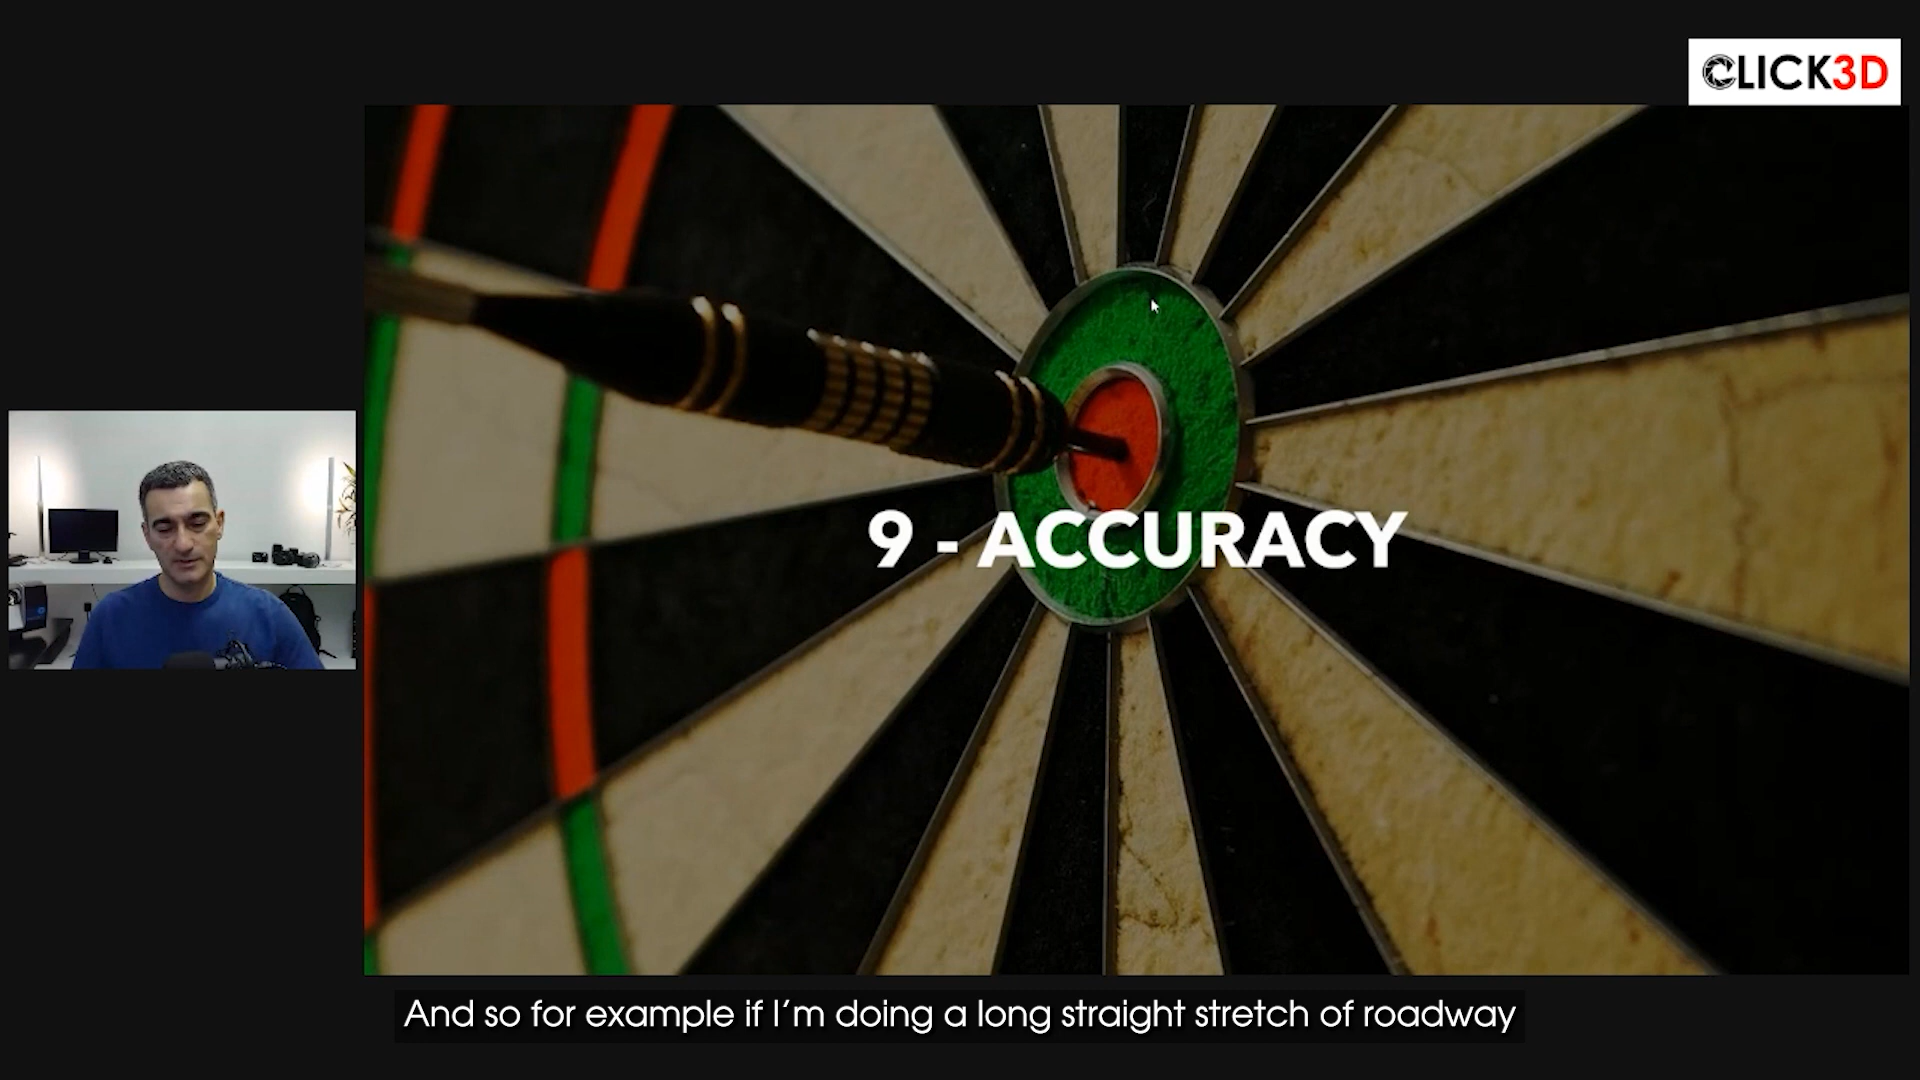 CLICK3D
9 - ACCURACY
And so for example if I'm doing a long straight stretch of roadway